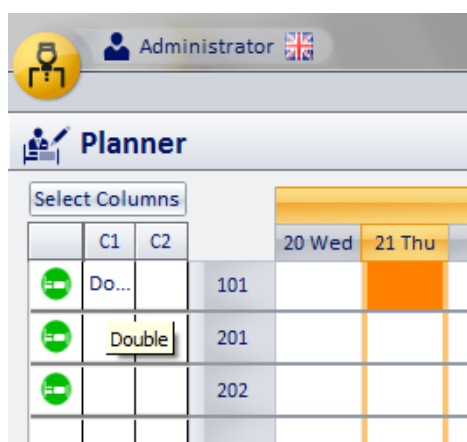 Administrator
Planner
Select Columns
C1 C2 20 Wed 21 Thu
Do... 101
Double 201
202